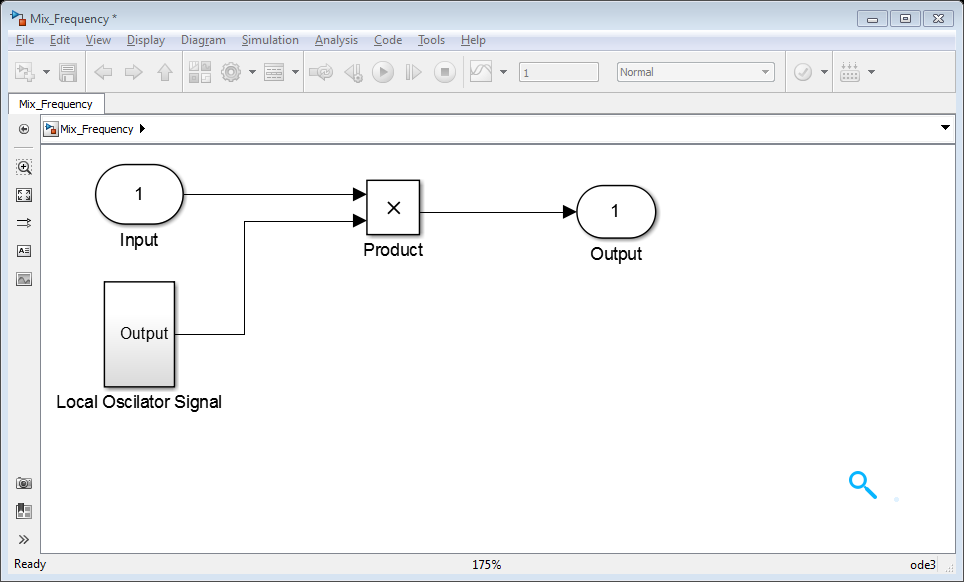 Mix_Frequency *
File Edit View Display Diagram Simulation Analysis Code Tools Help
1 Normal
Mix_Frequency
Mix_Frequency
1
Input
×
Product
1
Output
Output
Local Oscilator Signal
Ready 175% ode3